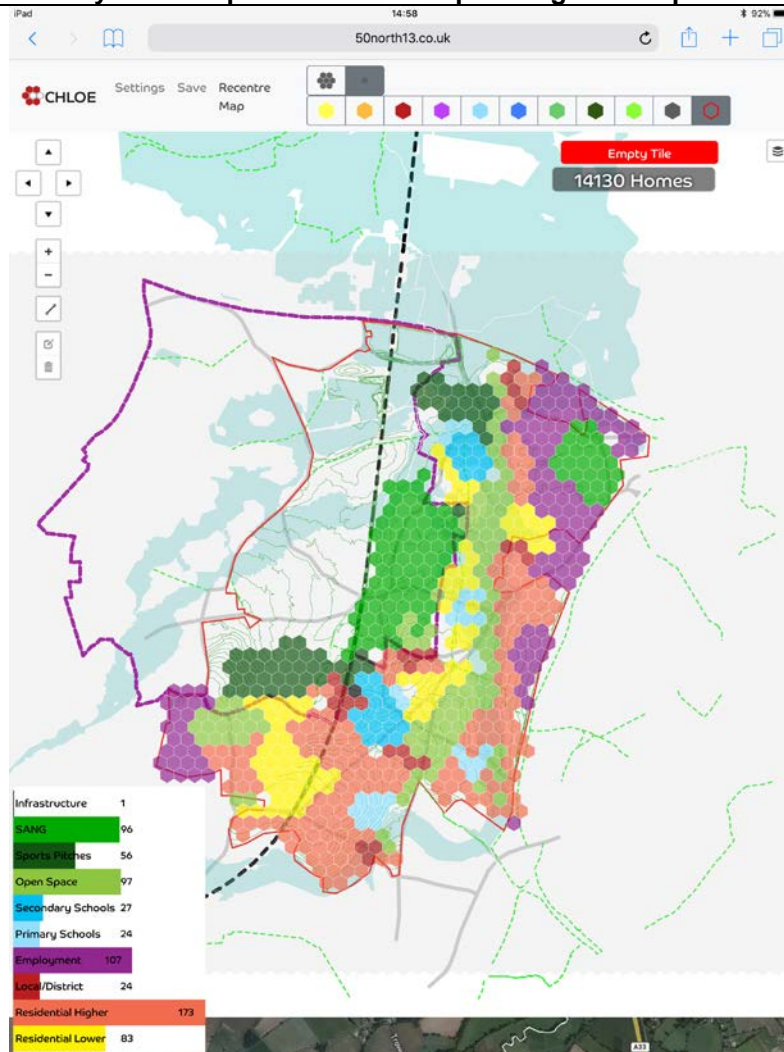 iPad
14:58
92%
50north13.co.uk
CHLOE
Settings Save Recentre
Map
Empty Tile
14130 Homes
Infrastructure 1
SANG 96
Sports Pitches 56
Open Space 97
Secondary Schools 27
Primary Schools 24
Employment 107
Local/District 24
Residential Higher 173
Residential Lower 83
A33